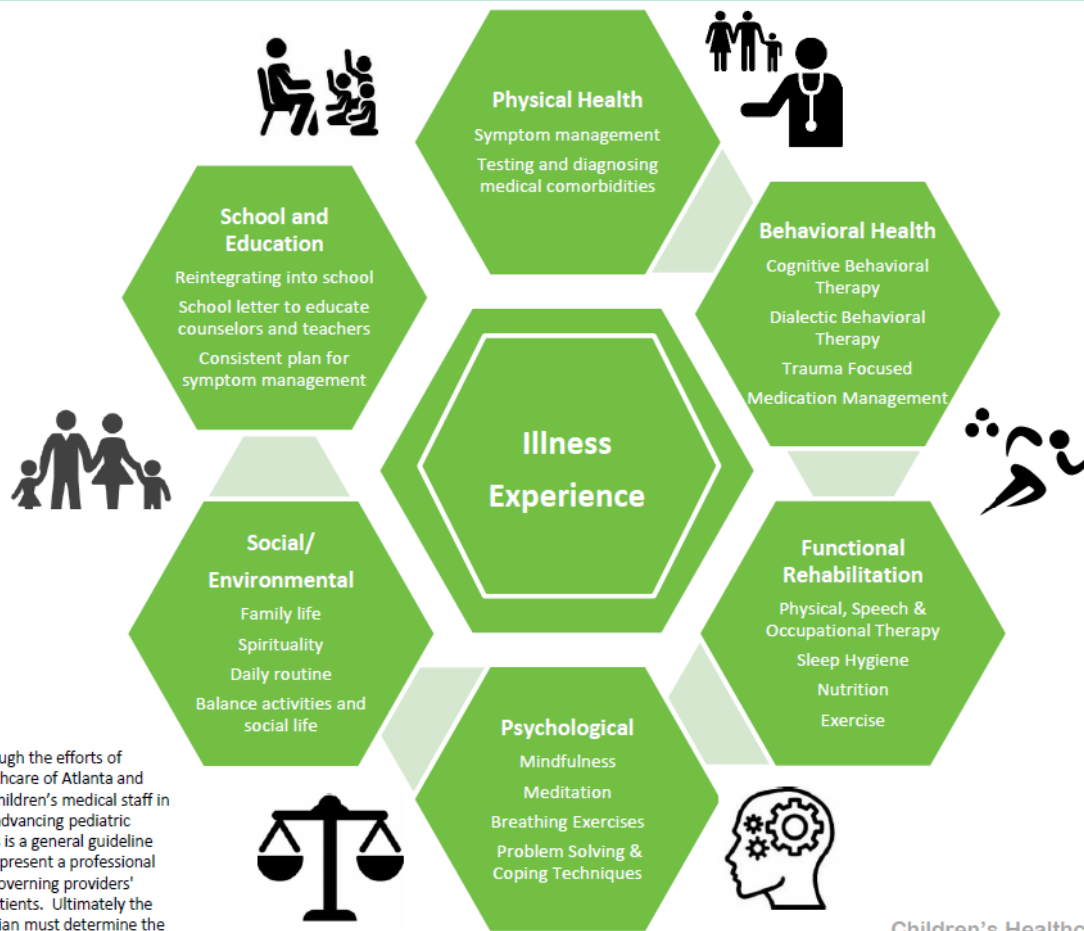 Physical Health
Symptom management
Testing and diagnosing
medical comorbidities
Behavioral Health
Cognitive Behavioral
Therapy
Dialectic Behavioral
Therapy
Trauma Focused
Medication Management
School and
Education
Reintegrating into school
School letter to educate
counselors and teachers
Consistent plan for
symptom management
Illness
Experience
Social/
Environmental
Family life
Spirituality
Daily routine
Balance activities and
social life
Functional
Rehabilitation
Physical, Speech &
Occupational Therapy
Sleep Hygiene
Nutrition
Exercise
Psychological
Mindfulness
Meditation
Breathing Exercises
Problem Solving &
Coping Techniques
ugh the efforts of
hcare of Atlanta and
hildren's medical staff in
advancing pediatric
is a general guideline
present a professional
overning providers'
tients. Ultimately the
ian must determine the
Children's Healthc